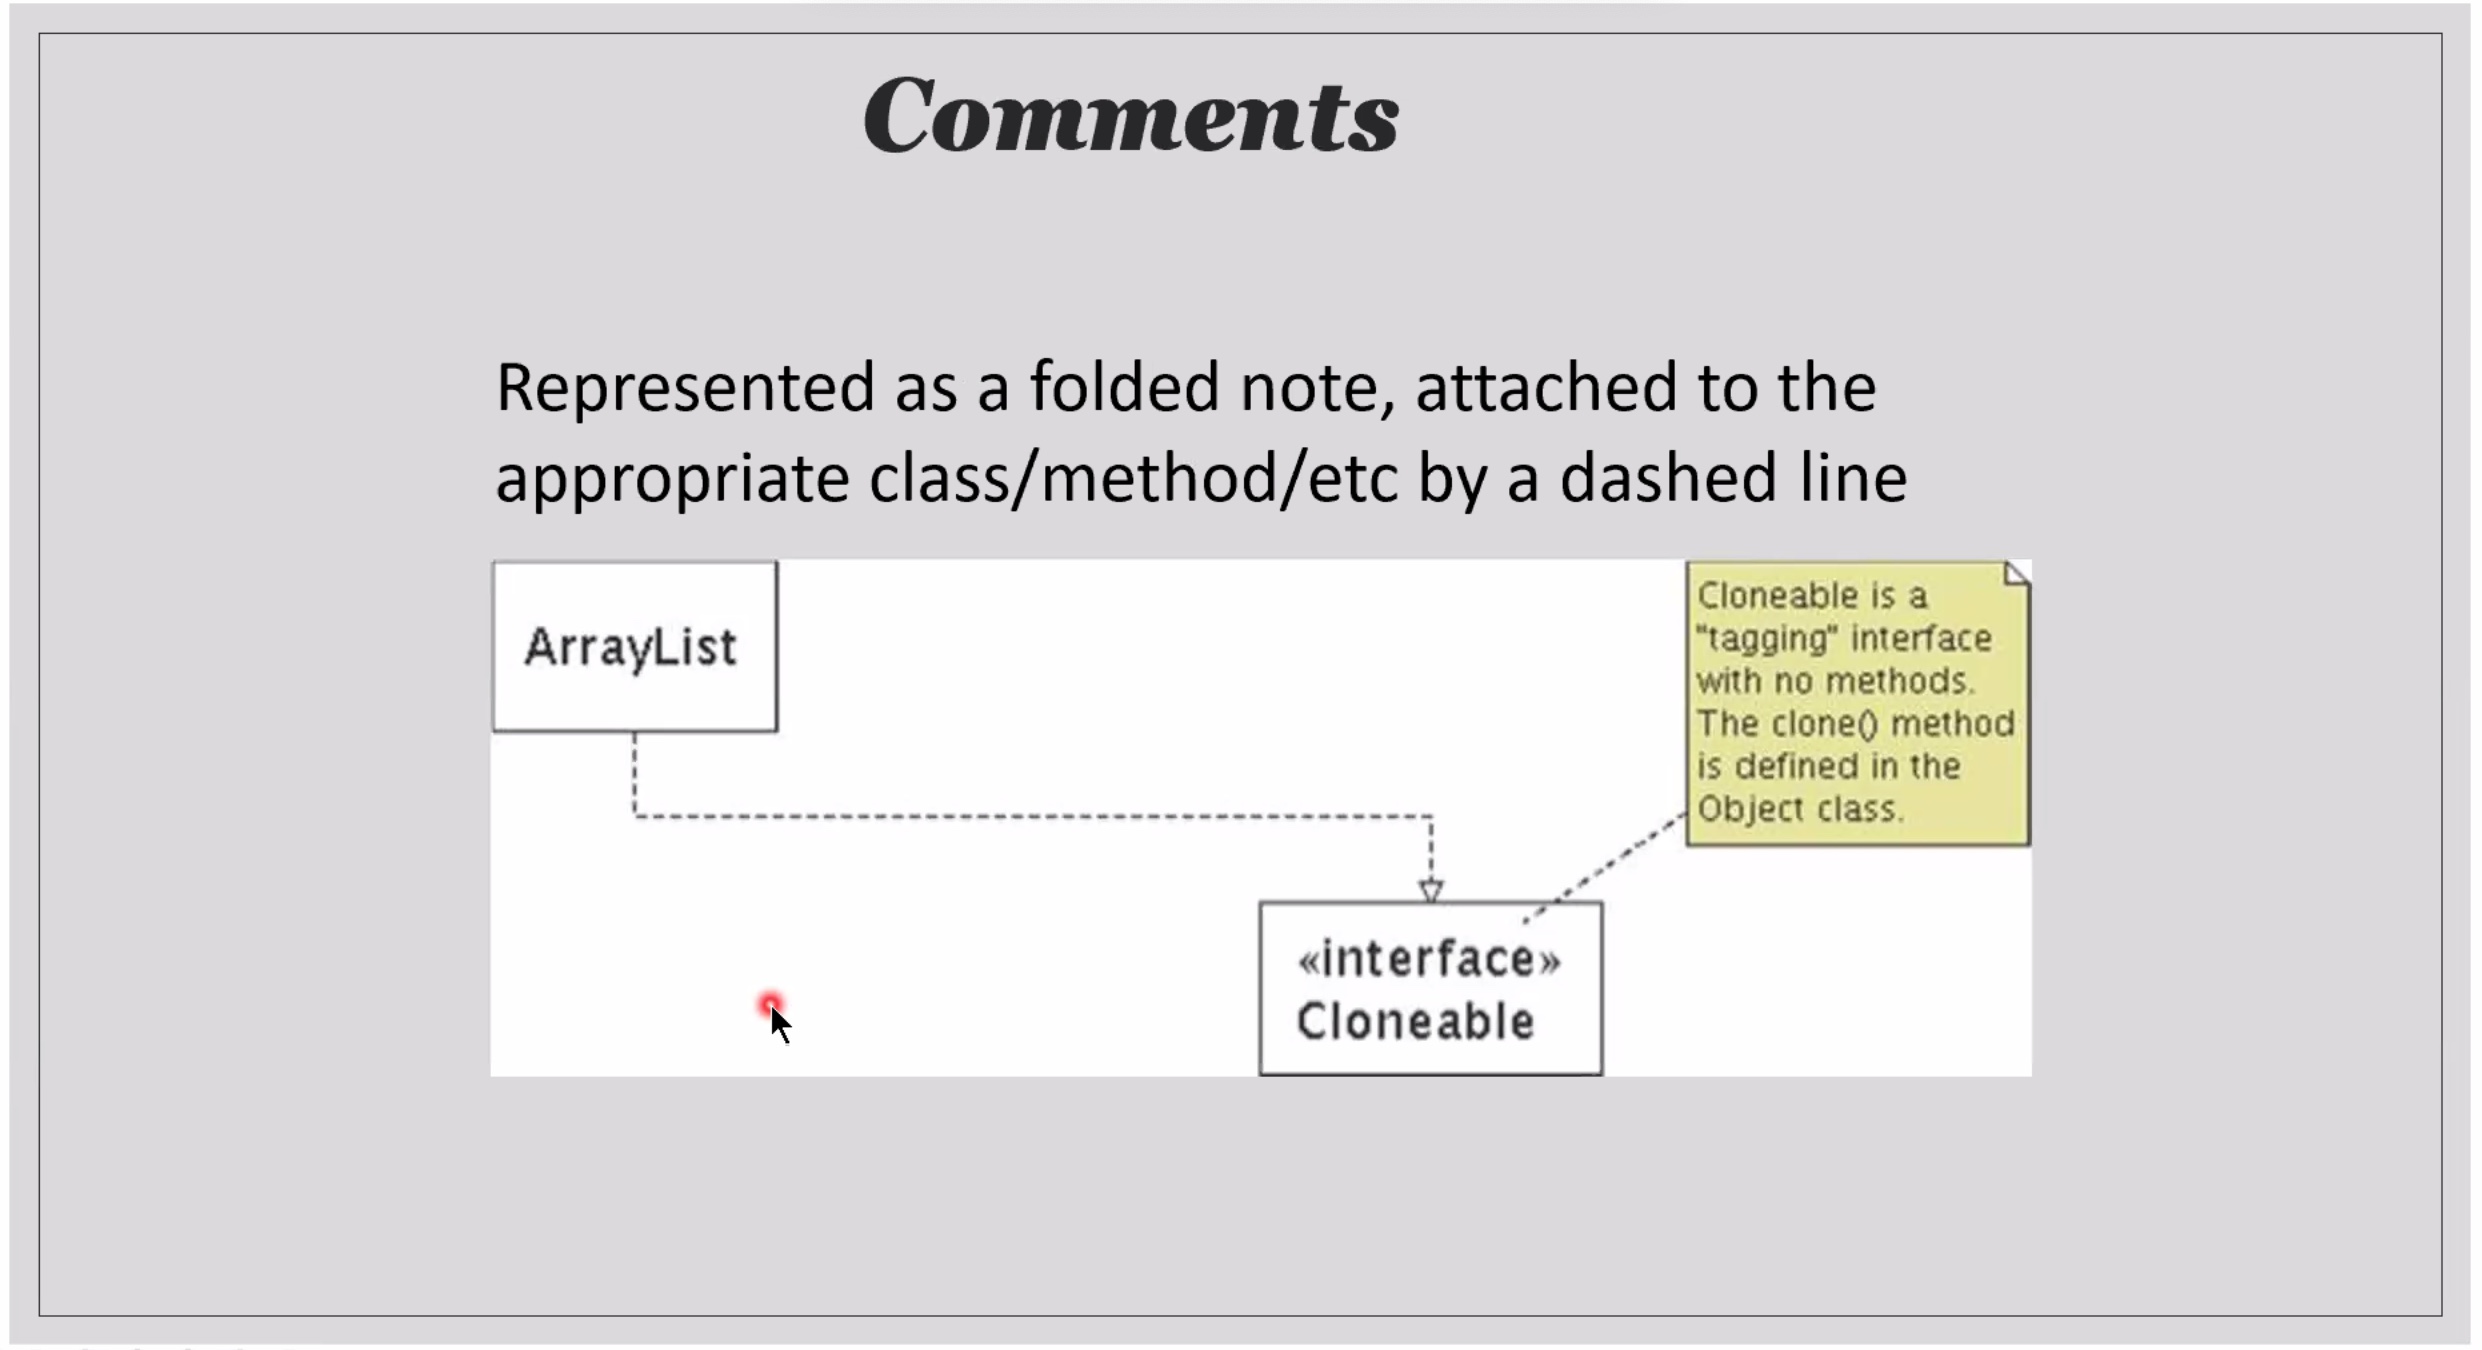 Comments
Represented as a folded note, attached to the
appropriate class/method/etc by a dashed line
ArrayList
Cloneable is a
"tagging" interface
with no methods.
The clone() method
is defined in the
Object class.
«interface»
Cloneable